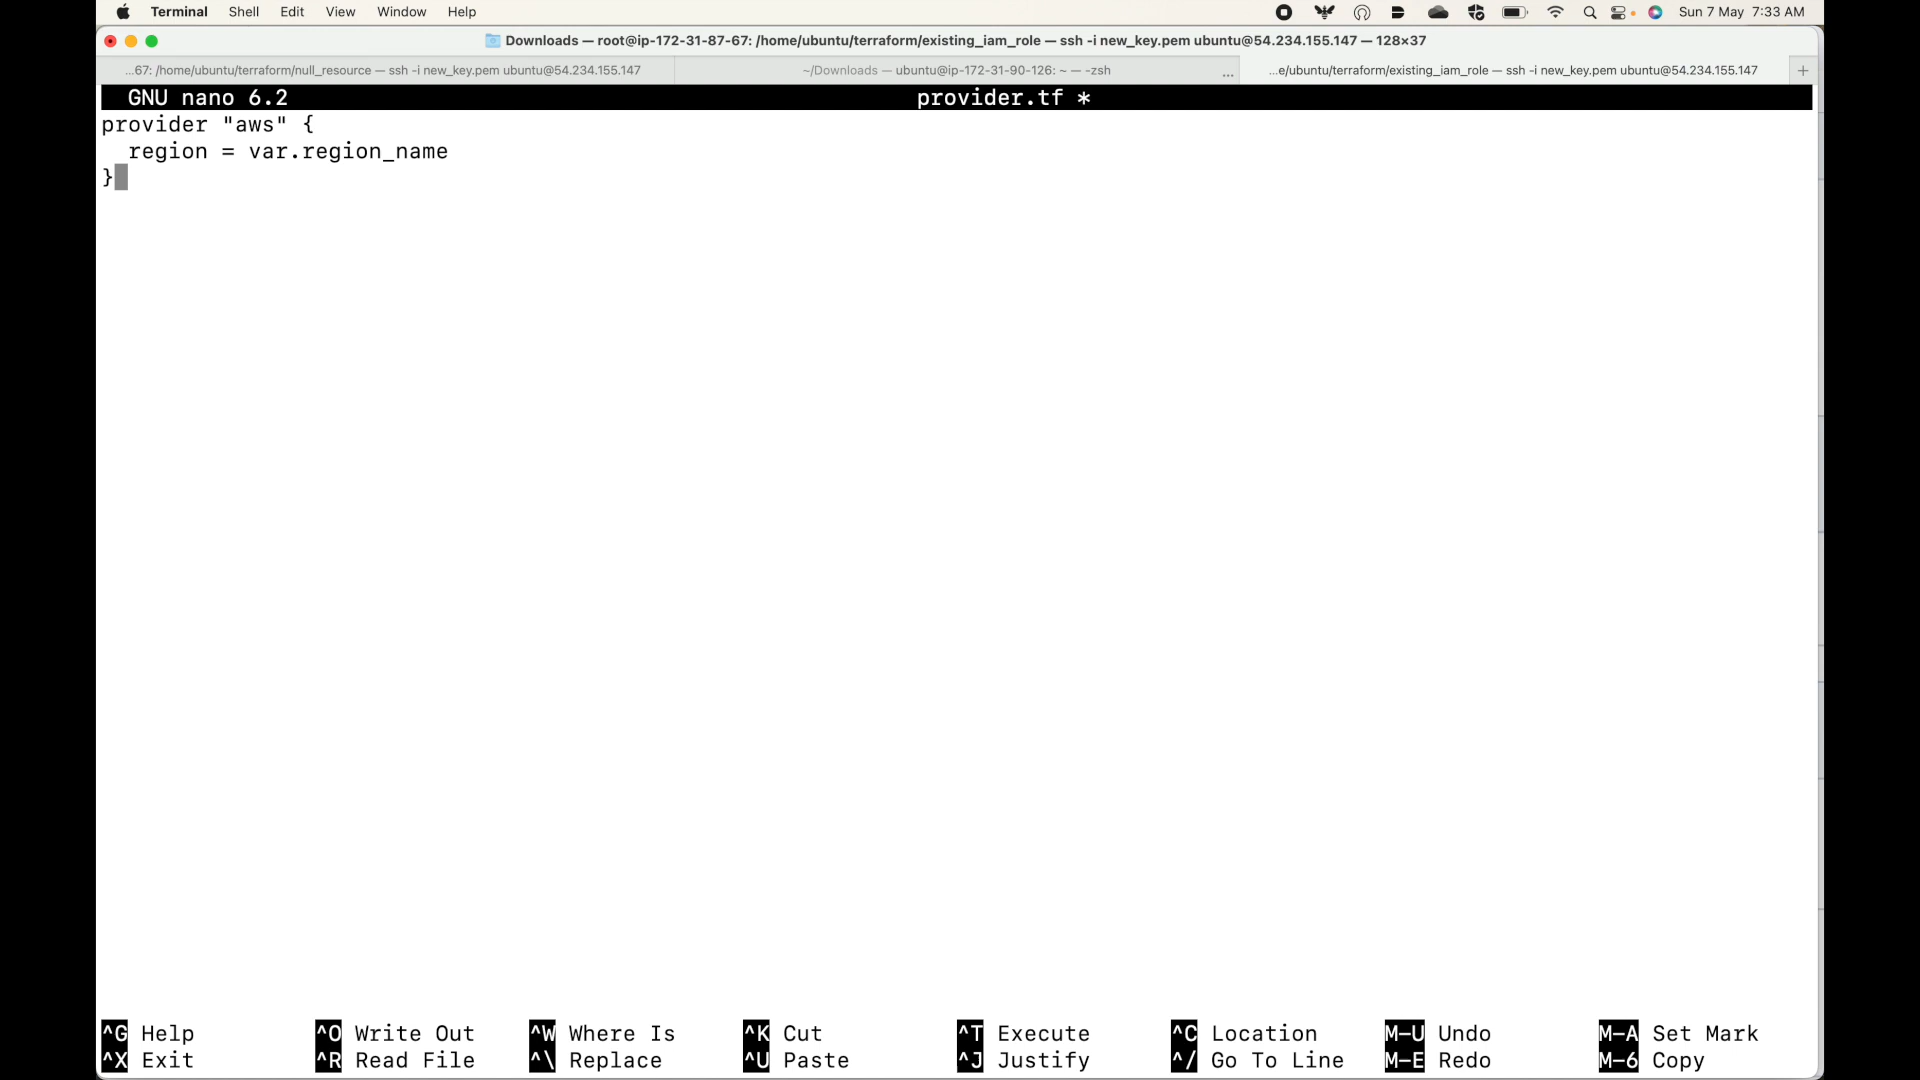 Terminal Shell Edit View Window Help Sun 7 May 7:33 AM
Downloads — root@ip-172-31-87-67: /home/ubuntu/terraform/existing_iam_role — ssh -i new_key.pem ubuntu@54.234.155.147 — 128×37
...67: /home/ubuntu/terraform/null_resource — ssh -i new_key.pem ubuntu@54.234.155.147 ~/Downloads — ubuntu@ip-172-31-90-126: ~ — -zsh ... ...e/ubuntu/terraform/existing_iam_role — ssh -i new_key.pem ubuntu@54.234.155.147 +
GNU nano 6.2 provider.tf *
provider "aws" {
  region = var.region_name
}
^G Help ^O Write Out ^W Where Is ^K Cut ^T Execute ^C Location M-U Undo M-A Set Mark
^X Exit ^R Read File ^\ Replace ^U Paste ^J Justify ^/ Go To Line M-E Redo M-6 Copy